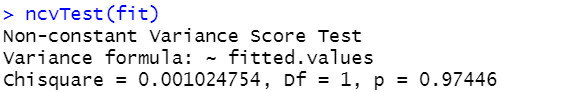 > ncvTest(fit)
Non-constant Variance Score Test
Variance formula: ~ fitted.values
Chisquare = 0.001024754, Df = 1, p = 0.97446